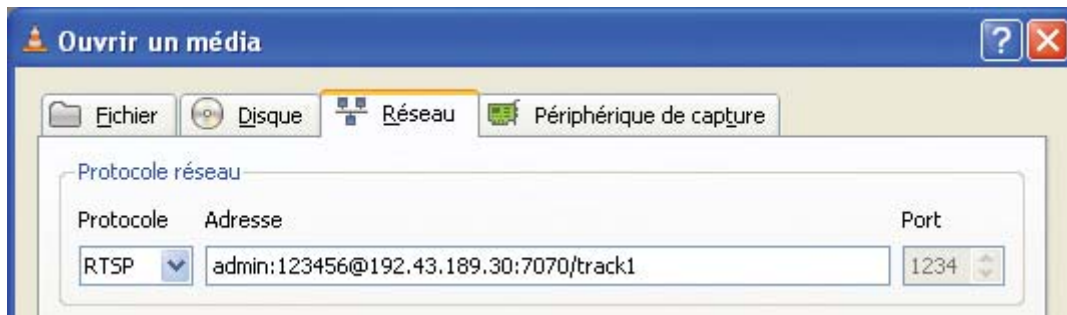 Ouvrir un média
Fichier Disque Réseau Périphérique de capture
Protocole réseau
Protocole Adresse Port
RTSP admin:123456@192.43.189.30:7070/track1 1234